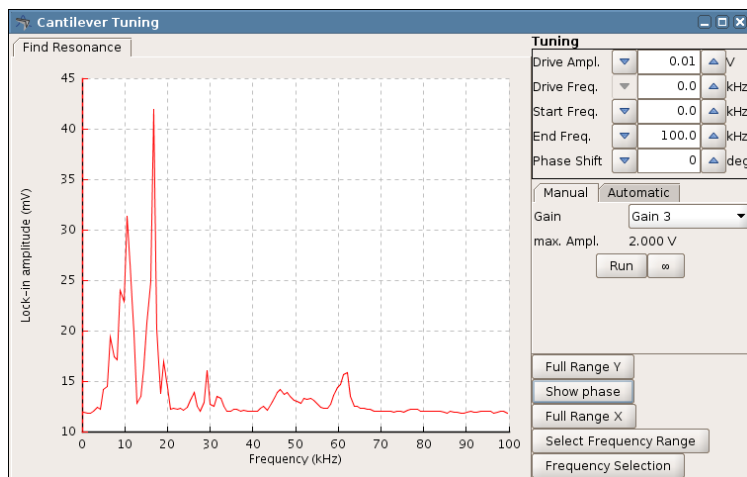 Cantilever Tuning
Find Resonance
45
40
35
30
25
20
15
10
Lock-in amplitude (mV)
0 10 20 30 40 50 60 70 80 90 100
Frequency (kHz)
Tuning
Drive Ampl. 0.01 V
Drive Freq. 0.0 kHz
Start Freq. 0.0 kHz
End Freq. 100.0 kHz
Phase Shift 0 deg
Manual Automatic
Gain Gain 3
max. Ampl. 2.000 V
Run ∞
Full Range Y
Show phase
Full Range X
Select Frequency Range
Frequency Selection